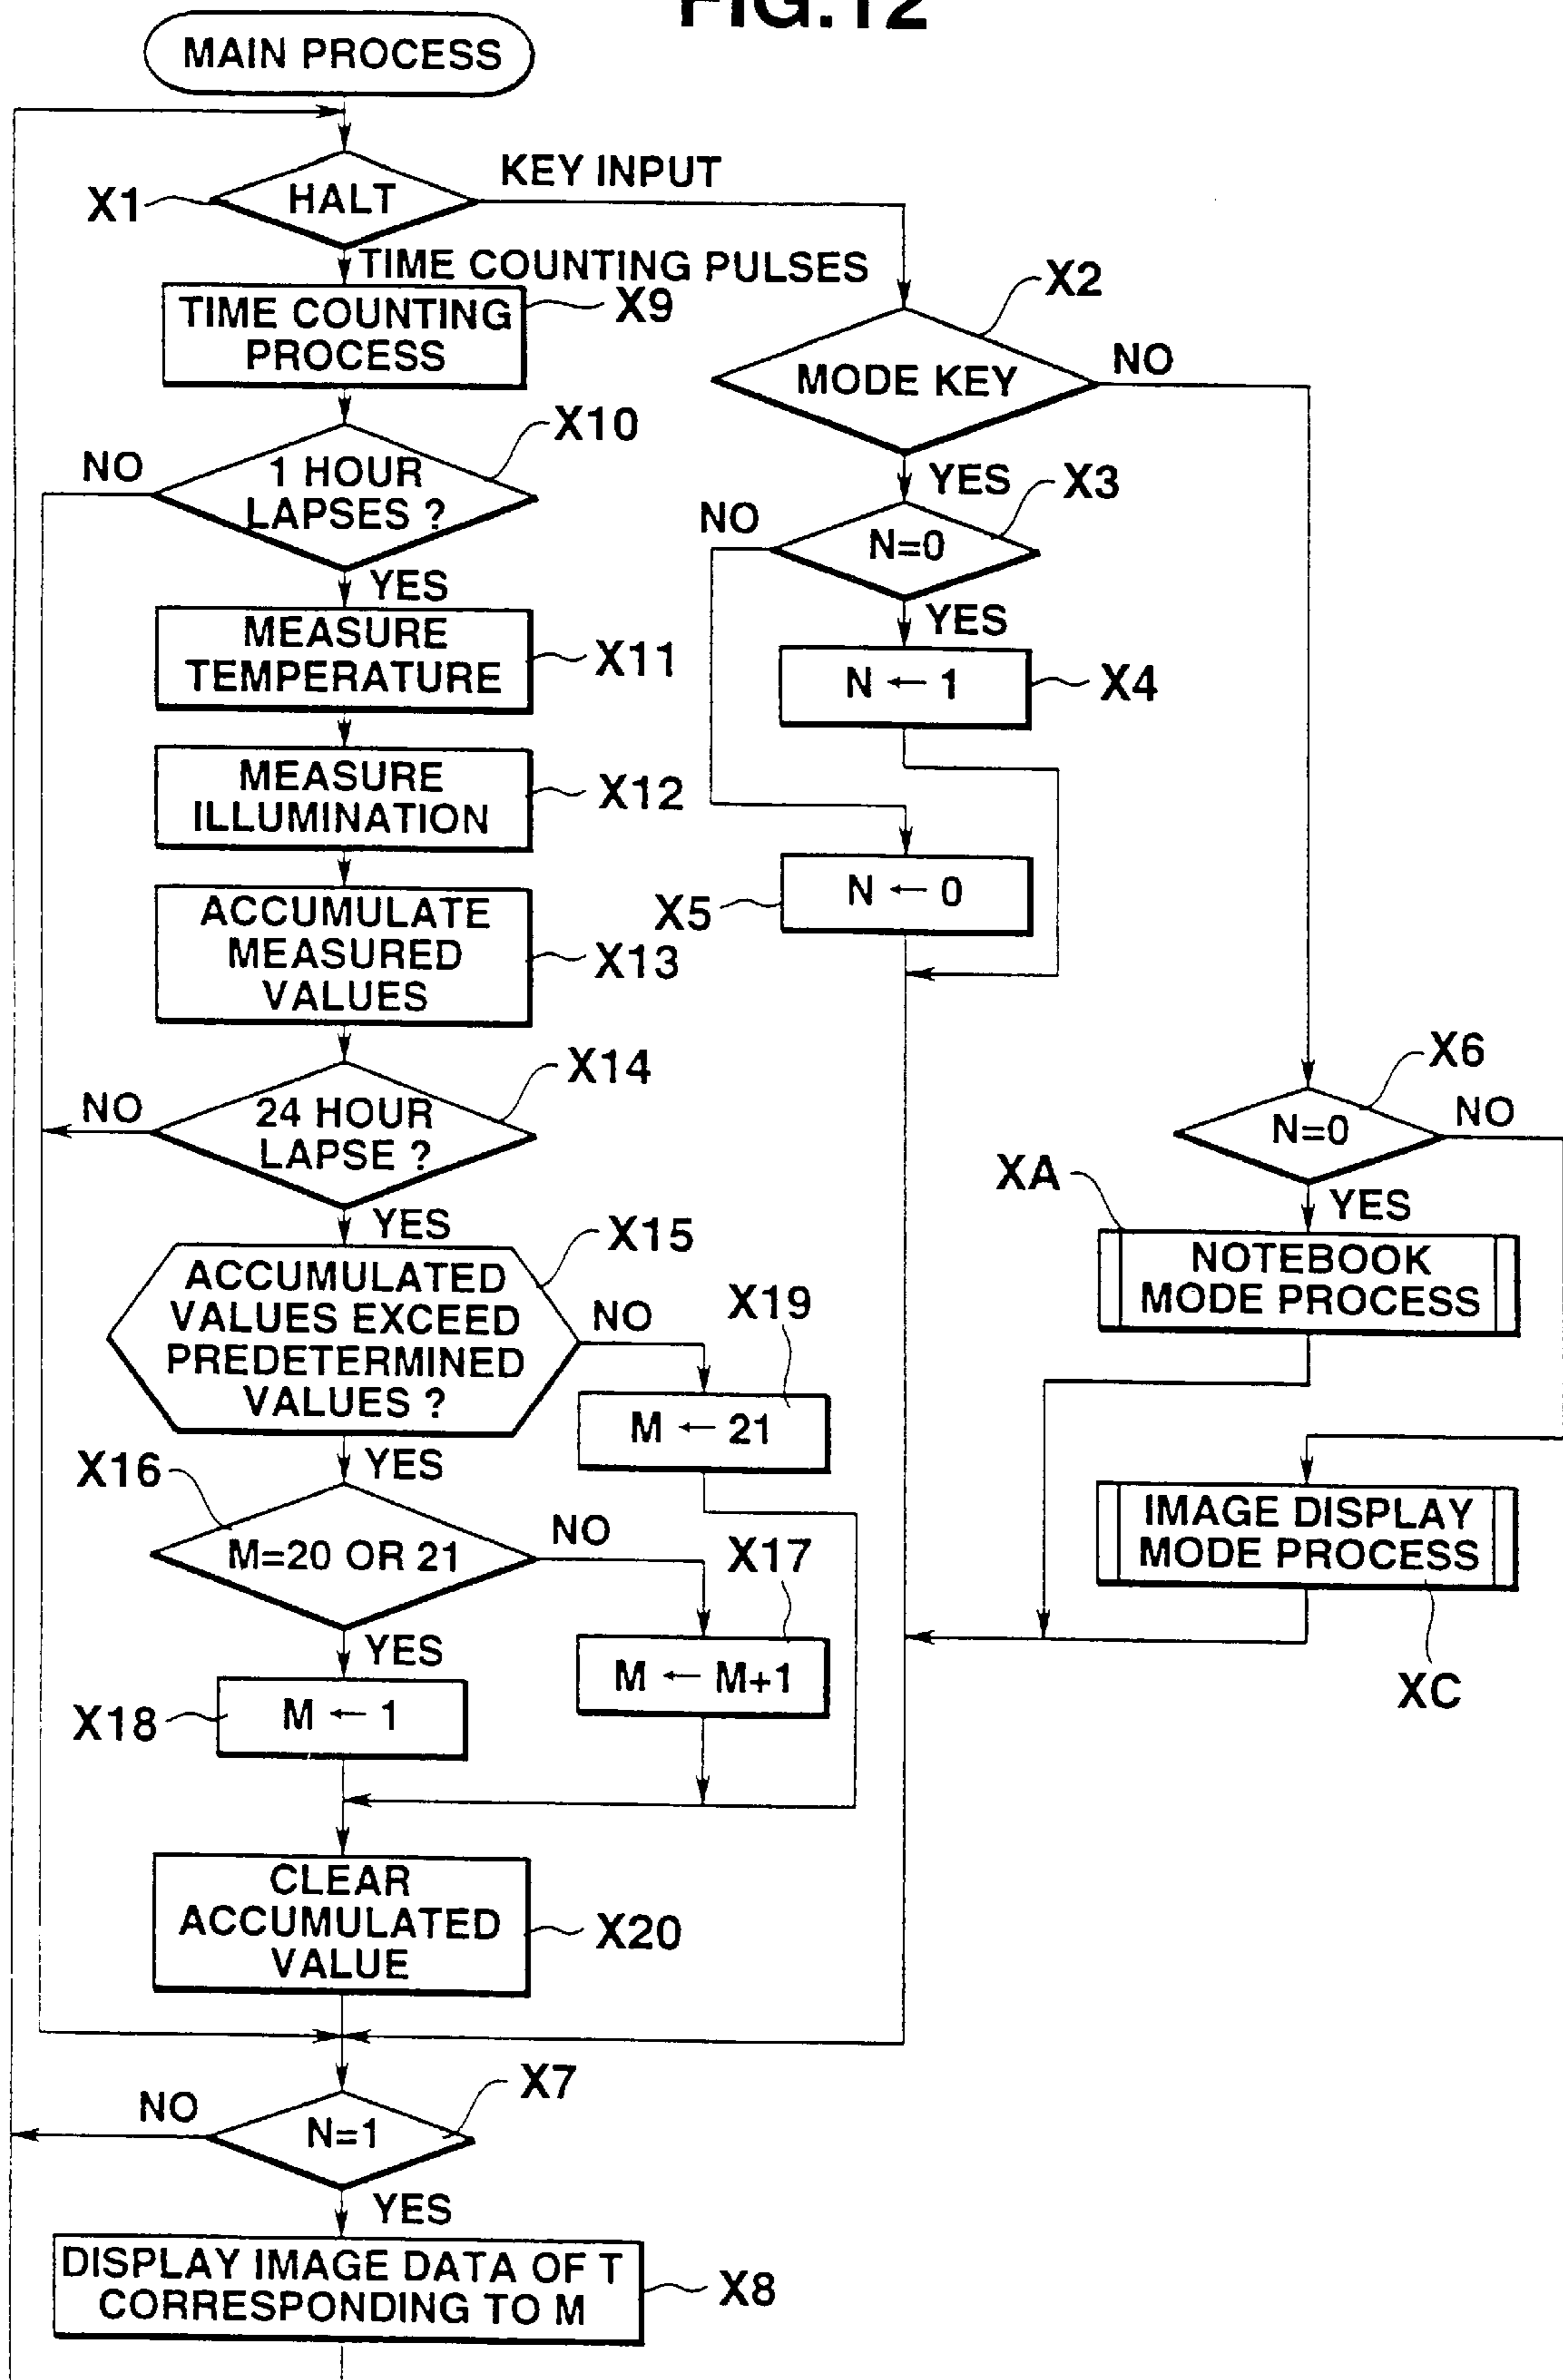 FIG.12
MAIN PROCESS
X1
HALT
KEY INPUT
TIME COUNTING PULSES
TIME COUNTING
PROCESS
X9
X2
MODE KEY
NO
YES
X10
NO
1 HOUR
LAPSES ?
YES
X3
NO
N=0
YES
MEASURE
TEMPERATURE
X11
N ← 1
X4
MEASURE
ILLUMINATION
X12
N ← 0
X5
ACCUMULATE
MEASURED
VALUES
X13
X14
NO
24 HOUR
LAPSE ?
YES
X6
N=0
NO
YES
XA
NOTEBOOK
MODE PROCESS
X15
ACCUMULATED
VALUES EXCEED
PREDETERMINED
VALUES ?
NO
YES
X19
M ← 21
IMAGE DISPLAY
MODE PROCESS
XC
X16
M=20 OR 21
NO
YES
X17
M ← M+1
X18
M ← 1
CLEAR
ACCUMULATED
VALUE
X20
X7
NO
N=1
YES
DISPLAY IMAGE DATA OF T
CORRESPONDING TO M
X8